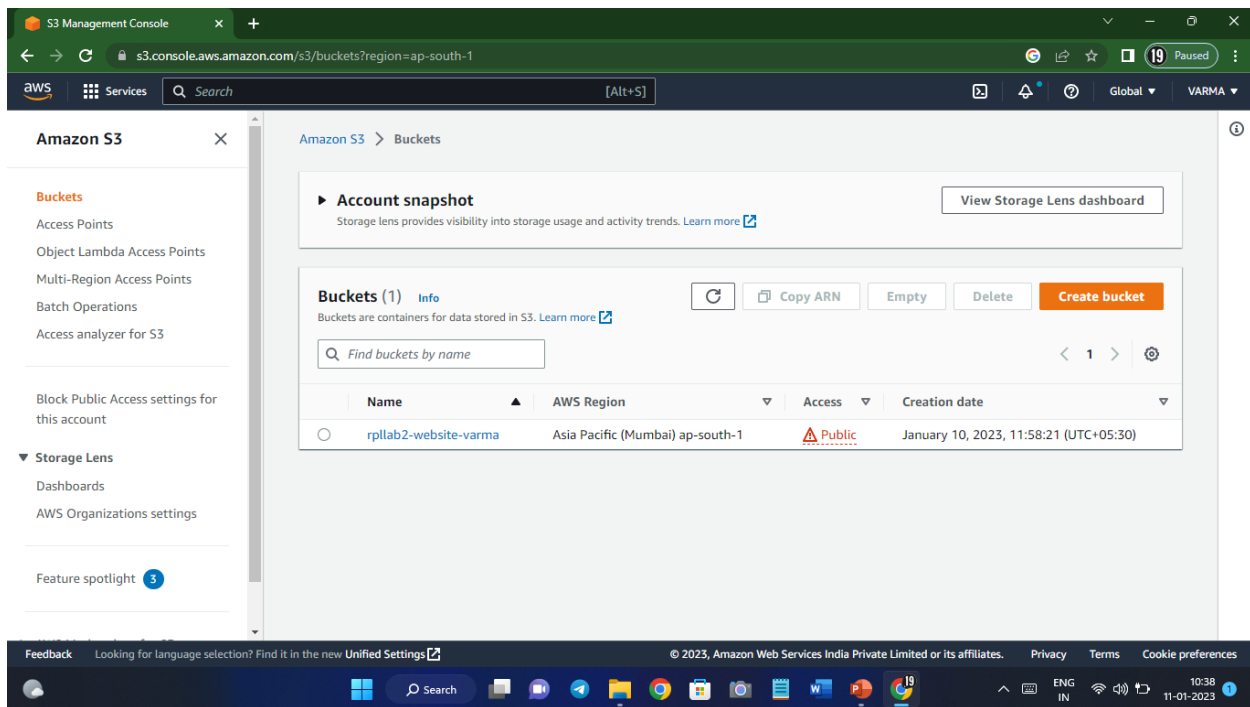 S3 Management Console
s3.console.aws.amazon.com/s3/buckets?region=ap-south-1
19 Paused
aws Services Search [Alt+S] Global VARMA
Amazon S3
Buckets
Access Points
Object Lambda Access Points
Multi-Region Access Points
Batch Operations
Access analyzer for S3
Block Public Access settings for
this account
Storage Lens
Dashboards
AWS Organizations settings
Feature spotlight 3
Amazon S3 > Buckets
Account snapshot
Storage lens provides visibility into storage usage and activity trends. Learn more
View Storage Lens dashboard
Buckets (1) Info
Buckets are containers for data stored in S3. Learn more
Copy ARN Empty Delete Create bucket
Find buckets by name
1
Name AWS Region Access Creation date
rpllab2-website-varma Asia Pacific (Mumbai) ap-south-1 Public January 10, 2023, 11:58:21 (UTC+05:30)
Feedback Looking for language selection? Find it in the new Unified Settings © 2023, Amazon Web Services India Private Limited or its affiliates. Privacy Terms Cookie preferences
Search
19
ENG
IN
10:38
11-01-2023
1